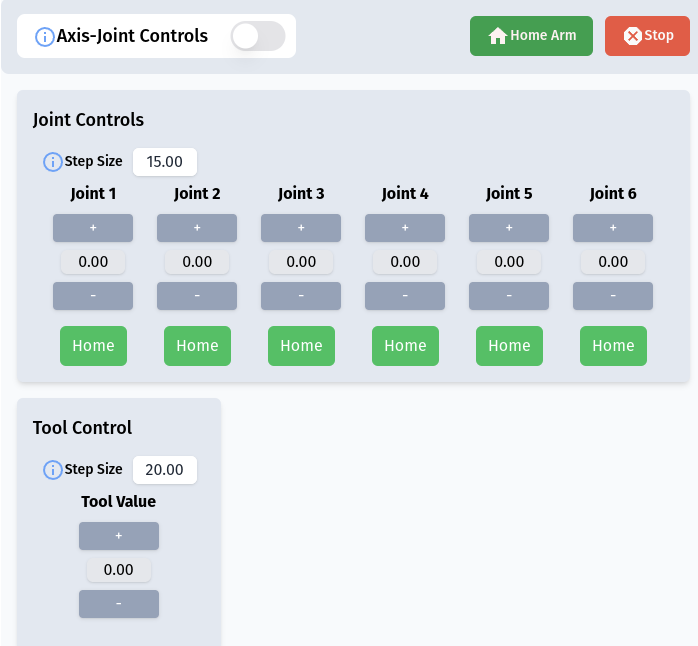 Axis-Joint Controls
Home Arm
Stop
Joint Controls
Step Size 15.00
Joint 1 Joint 2 Joint 3 Joint 4 Joint 5 Joint 6
+ + + + + +
0.00 0.00 0.00 0.00 0.00 0.00
- - - - - -
Home Home Home Home Home Home
Tool Control
Step Size 20.00
Tool Value
+
0.00
-